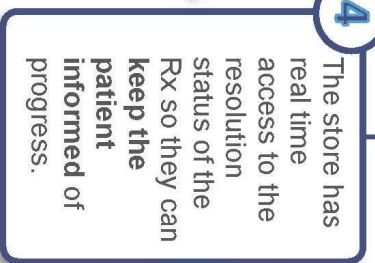 4
The store has
real time
access to the
resolution
status of the
Rx so they can
keep the
patient
informed of
progress.